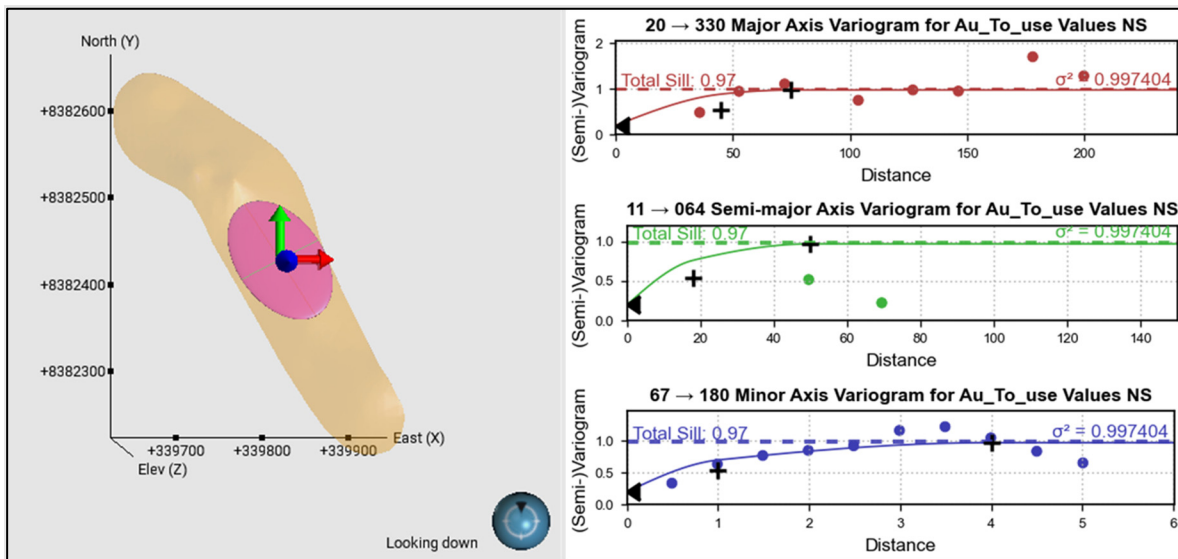 North (Y)
+8382600
+8382500
+8382400
+8382300
+339700
+339800
+339900
East (X)
Elev (Z)
Looking down
20 → 330 Major Axis Variogram for Au_To_use Values NS
(Semi-)Variogram
2
1
0
Total Sill: 0.97
σ² = 0.997404
0 50 100 150 200
Distance
11 → 064 Semi-major Axis Variogram for Au_To_use Values NS
(Semi-)Variogram
1.0
0.5
0.0
Total Sill: 0.97
σ² = 0.997404
0 20 40 60 80 100 120 140
Distance
67 → 180 Minor Axis Variogram for Au_To_use Values NS
(Semi-)Variogram
1.0
0.5
0.0
Total Sill: 0.97
σ² = 0.997404
0 1 2 3 4 5 6
Distance